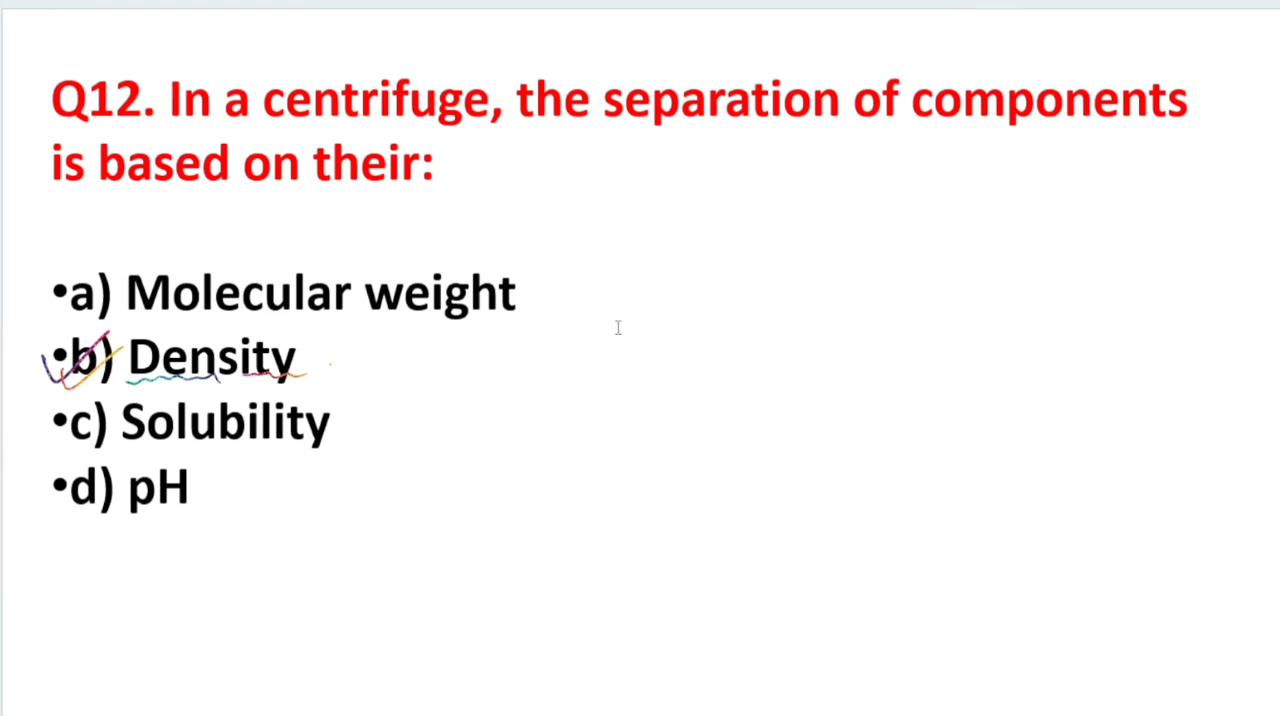 Q12. In a centrifuge, the separation of components
is based on their:
•a) Molecular weight
•b) Density
•c) Solubility
•d) pH